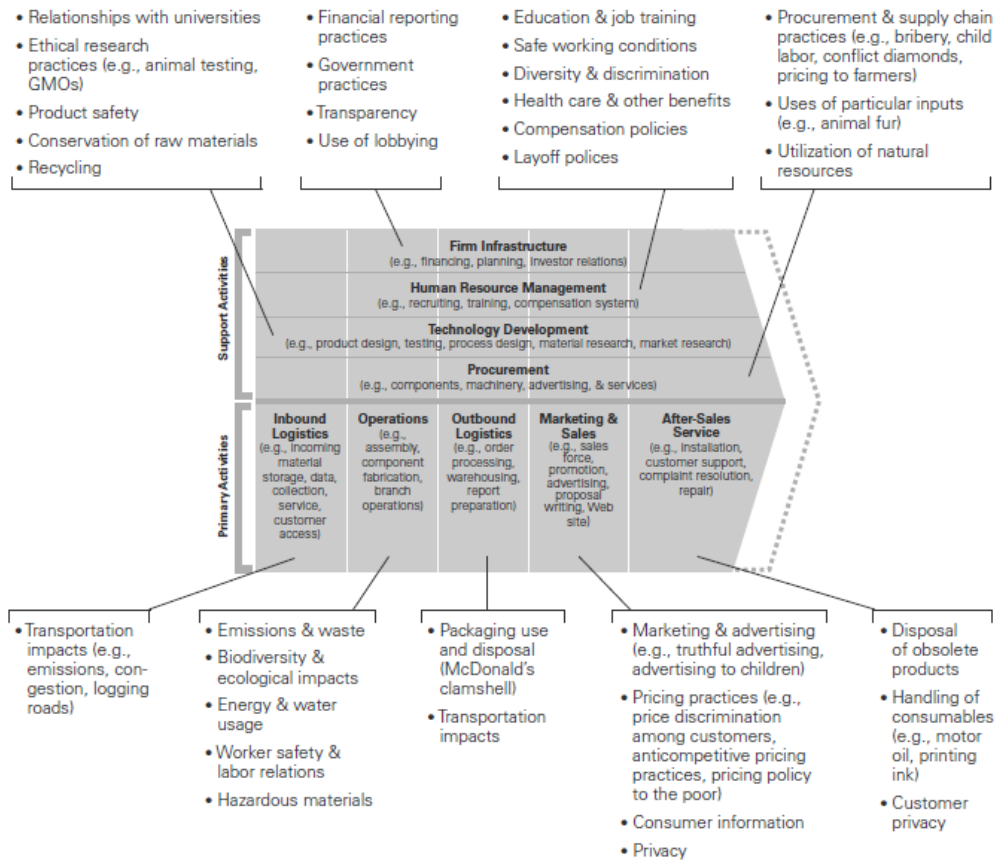 • Relationships with universities
• Ethical research
practices (e.g., animal testing,
GMOs)
• Product safety
• Conservation of raw materials
• Recycling
• Financial reporting
practices
• Government
practices
• Transparency
• Use of lobbying
• Education & job training
• Safe working conditions
• Diversity & discrimination
• Health care & other benefits
• Compensation policies
• Layoff polices
• Procurement & supply chain
practices (e.g., bribery, child
labor, conflict diamonds,
pricing to farmers)
• Uses of particular inputs
(e.g., animal fur)
• Utilization of natural
resources
Support Activities
Firm Infrastructure
(e.g., financing, planning, investor relations)
Human Resource Management
(e.g., recruiting, training, compensation system)
Technology Development
(e.g., product design, testing, process design, material research, market research)
Procurement
(e.g., components, machinery, advertising, & services)
Primary Activities
Inbound
Logistics
(e.g., incoming
material
storage, data,
collection,
service,
customer
access)
Operations
(e.g.,
assembly,
component
fabrication,
branch
operations)
Outbound
Logistics
(e.g., order
processing,
warehousing,
report
preparation)
Marketing &
Sales
(e.g., sales
force,
promotion,
advertising,
proposal
writing, Web
site)
After-Sales
Service
(e.g., installation,
customer support,
complaint resolution,
repair)
• Transportation
impacts (e.g.,
emissions, con-
gestion, logging
roads)
• Emissions & waste
• Biodiversity &
ecological impacts
• Energy & water
usage
• Worker safety &
labor relations
• Hazardous materials
• Packaging use
and disposal
(McDonald's
clamshell)
• Transportation
impacts
• Marketing & advertising
(e.g., truthful advertising,
advertising to children)
• Pricing practices (e.g.,
price discrimination
among customers,
anticompetitive pricing
practices, pricing policy
to the poor)
• Consumer information
• Privacy
• Disposal
of obsolete
products
• Handling of
consumables
(e.g., motor
oil, printing
ink)
• Customer
privacy